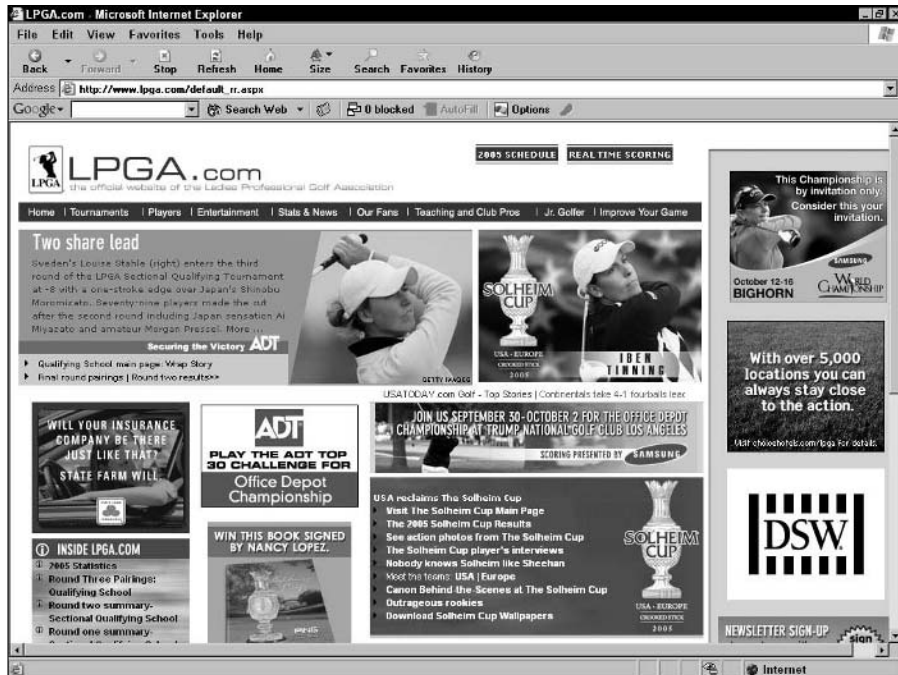 LPGA.com - Microsoft Internet Explorer
File Edit View Favorites Tools Help
Back Forward Stop Refresh Home Size Search Favorites History
Address http://www.lpga.com/default_rr.aspx
Google Search Web 0 blocked AutoFill Options
2005 SCHEDULE REAL TIME SCORING
LPGA
LPGA.com
the official website of the Ladies Professional Golf Association
Home | Tournaments | Players | Entertainment | Stats & News | Our Fans | Teaching and Club Pros | Jr. Golfer | Improve Your Game
Two share lead
Sweden's Louise Stahle (right) enters the third
round of the LPGA Sectional Qualifying Tournament
at -8 with a one-stroke edge over Japan's Shinobu
Moromizato. Seventy-nine players made the cut
after the second round including Japan sensation Ai
Miyazato and amateur Morgan Pressel. More ...
Securing the Victory ADT
Qualifying School main page: Wrap Story
Final round pairings | Round two results>>
GETTY IMAGES
SOLHEIM
CUP
USA - EUROPE
CROOKED STICK
2005
IBEN
TINNING
This Championship is
by invitation only.
Consider this your
invitation.
SAMSUNG
October 12-16
BIGHORN
WORLD
CHAMPIONSHIP
USATODAY.com Golf - Top Stories | Continentals take 4-1 fourballs lead
WILL YOUR INSURANCE
COMPANY BE THERE
JUST LIKE THAT?
STATE FARM WILL.
ADT
PLAY THE ADT TOP
30 CHALLENGE FOR
Office Depot
Championship
JOIN US SEPTEMBER 30-OCTOBER 2 FOR THE OFFICE DEPOT
CHAMPIONSHIP AT TRUMP NATIONAL GOLF CLUB LOS ANGELES
SCORING PRESENTED BY SAMSUNG
With over 5,000
locations you can
always stay close
to the action.
Visit choicehotels.com/lpga for details.
INSIDE LPGA.COM
2005 Statistics
Round Three Pairings:
Qualifying School
Round two summary-
Sectional Qualifying School
Round one summary-
Sectional Qualifying School
WIN THIS BOOK SIGNED
BY NANCY LOPEZ.
PING
USA reclaims The Solheim Cup
Visit The Solheim Cup Main Page
The 2005 Solheim Cup Results
See action photos from The Solheim Cup
The Solheim Cup player's interviews
Nobody knows Solheim like Sheehan
Meet the teams: USA | Europe
Canon Behind-the-Scenes at The Solheim Cup
Outrageous rookies
Download Solheim Cup Wallpapers
SOLHEIM
CUP
USA - EUROPE
CROOKED STICK
2005
DSW
NEWSLETTER SIGN-UP
sign
Internet